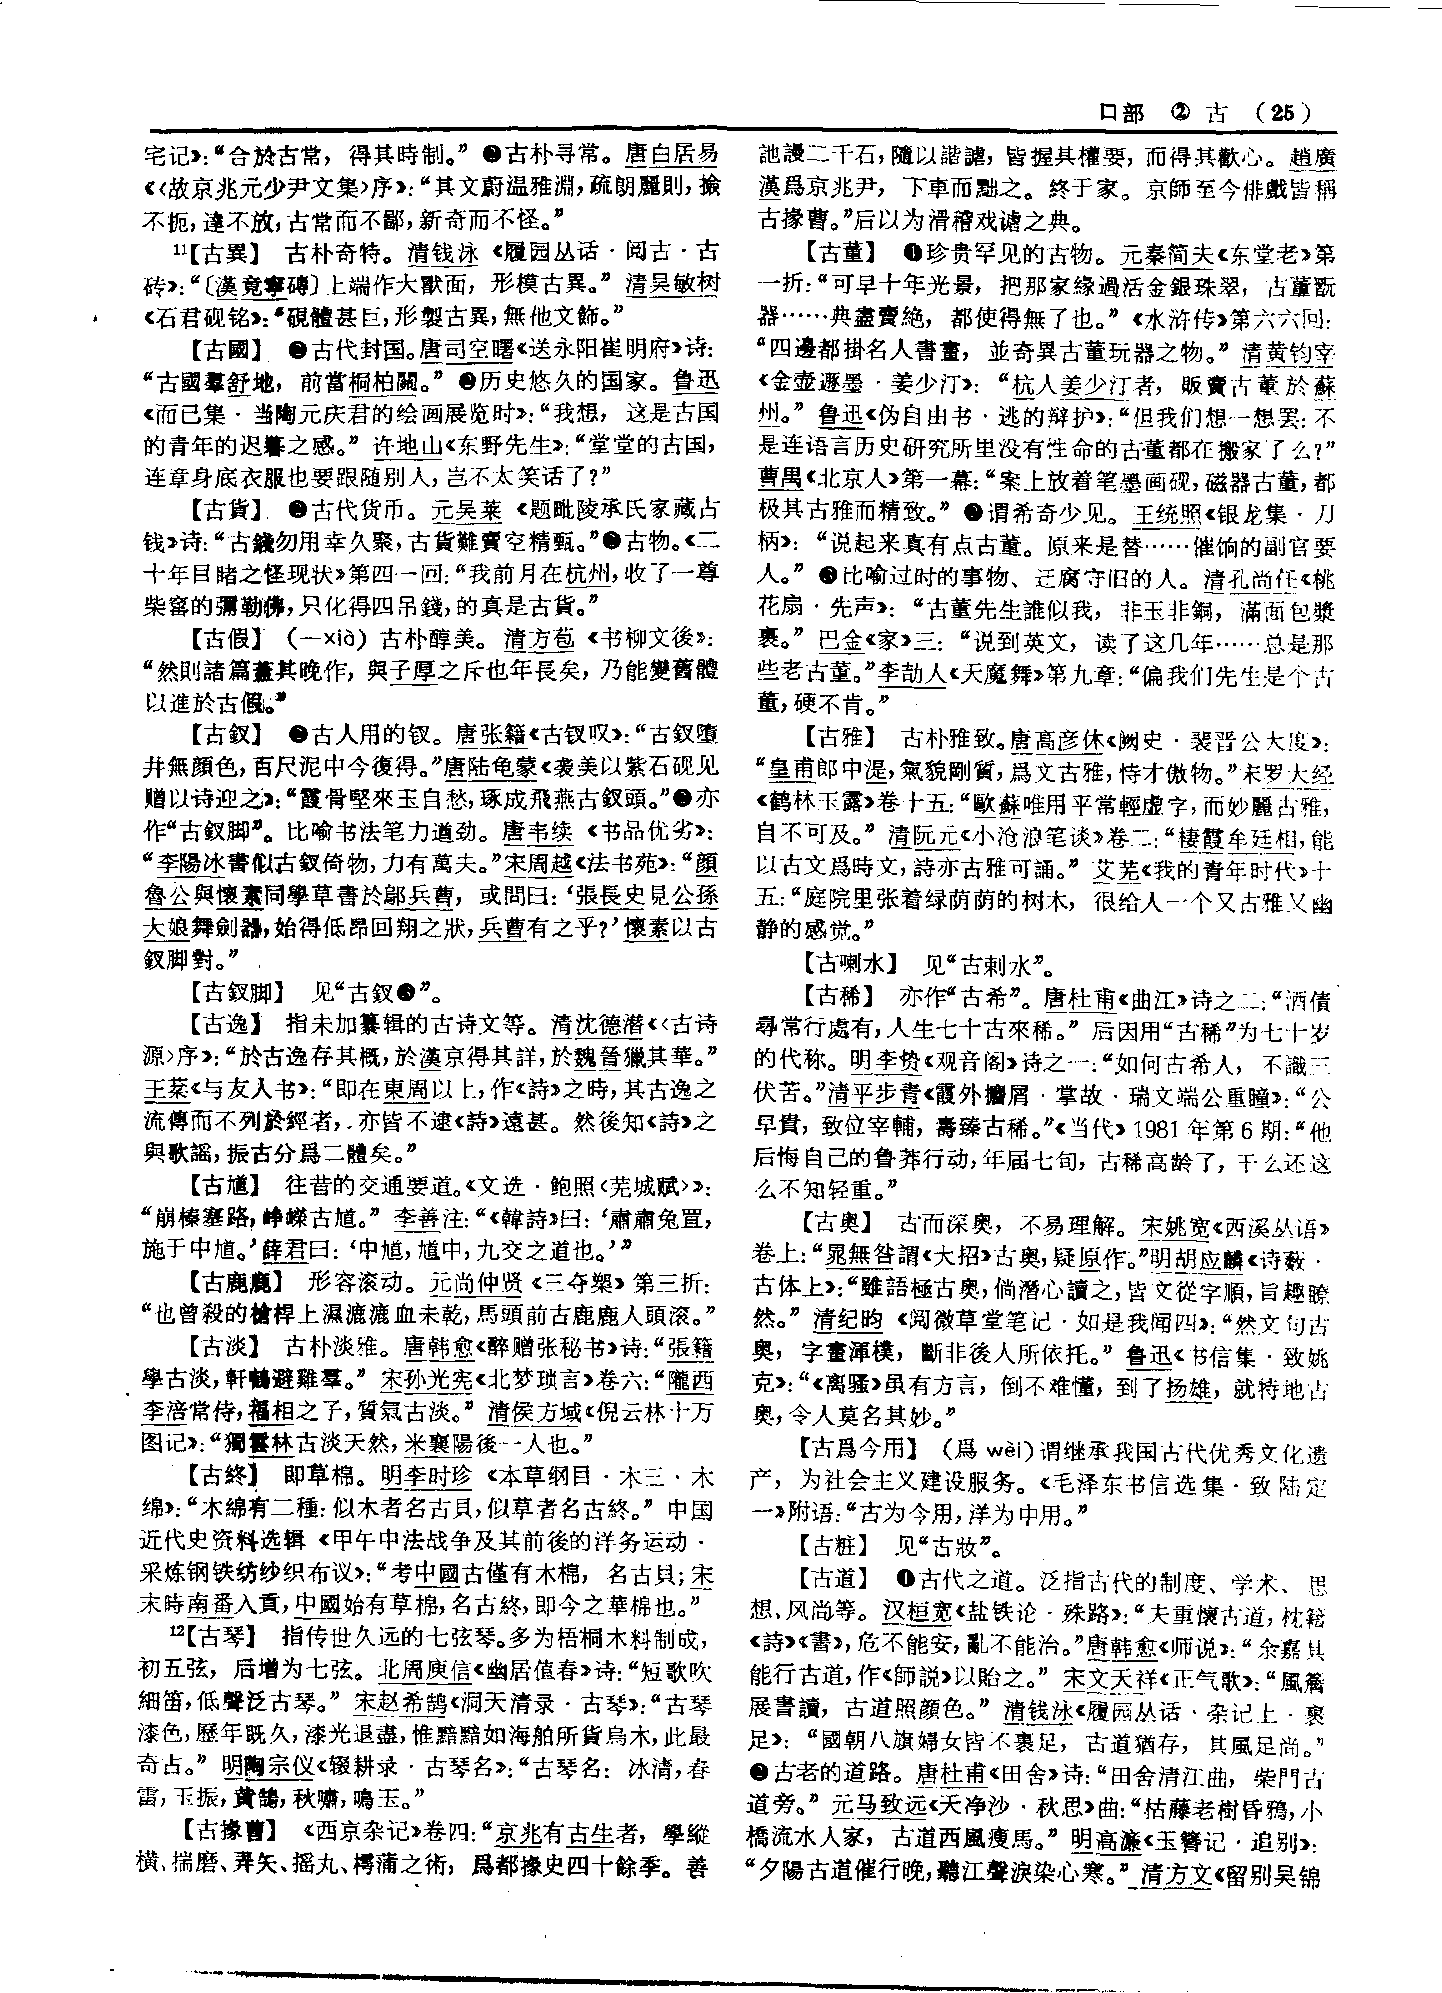 口部 ② 古 (25)
宅记》：“合於古常，得其時制。”❷古朴寻常。唐白居易
《〈故京兆元少尹文集〉序》：“其文蔚温雅淵，疏朗麗則，撿
不扼，達不放，古常而不鄙，新奇而不怪。”
¹¹【古異】 古朴奇特。清钱泳《履园丛话·阅古·古
砖》：“〔漢竟寧磚〕上端作大獸面，形模古異。”清吴敏树
《石君砚铭》：“硯體甚巨，形製古異，無他文飾。”
【古國】 ❶古代封国。唐司空曙《送永阳崔明府》诗：
“古國羣舒地，前當桐柏關。”❷历史悠久的国家。鲁迅
《而已集·当陶元庆君的绘画展览时》：“我想，这是古国
的青年的迟暮之感。”许地山《东野先生》：“堂堂的古国，
连章身底衣服也要跟随别人，岂不太笑话了？”
【古貨】 ❶古代货币。元吴莱《题毗陵承氏家藏古
钱》诗：“古錢勿用幸久聚，古貨難賣空精甄。”❷古物。《二
十年目睹之怪现状》第四一回：“我前月在杭州，收了一尊
柴窰的彌勒佛，只化得四吊錢，的真是古貨。”
【古假】 （—xiá）古朴醇美。清方苞《书柳文後》：
“然則諸篇蓋其晚作，與子厚之斥也年長矣，乃能變舊體
以進於古假。”
【古釵】 ❶古人用的钗。唐张籍《古钗叹》：“古釵墮
井無顔色，百尺泥中今復得。”唐陆龟蒙《袭美以紫石砚见
赠以诗迎之》：“霞骨堅來玉自愁，琢成飛燕古釵頭。”❷亦
作“古釵脚”。比喻书法笔力遒劲。唐韦续《书品优劣》：
“李陽冰書似古釵倚物，力有萬夫。”宋周越《法书苑》：“顔
魯公與懷素同學草書於鄔兵曹，或問曰：‘張長史見公孫
大娘舞劍器，始得低昂回翔之狀，兵曹有之乎？’懷素以古
釵脚對。”
【古釵脚】 见“古釵❷”。
【古逸】 指未加纂辑的古诗文等。清沈德潜《〈古诗
源〉序》：“於古逸存其概，於漢京得其詳，於魏晉獵其華。”
王棻《与友人书》：“即在東周以上，作《詩》之時，其古逸之
流傳而不列於經者，亦皆不逮《詩》遠甚。然後知《詩》之
與歌謡，振古分爲二體矣。”
【古馗】 往昔的交通要道。《文选·鲍照〈芜城赋〉》：
“崩榛塞路，崢嶸古馗。”李善注：“《韓詩》曰：‘肅肅兔罝，
施于中馗。’薛君曰：‘中馗，馗中，九交之道也。’”
【古鹿鹿】 形容滚动。元尚仲贤《三夺槊》第三折：
“也曾殺的槍桿上濕漉漉血未乾，馬頭前古鹿鹿人頭滚。”
【古淡】 古朴淡雅。唐韩愈《醉赠张秘书》诗：“張籍
學古淡，軒鶴避雞羣。”宋孙光宪《北梦琐言》卷六：“隴西
李涪常侍，福相之子，質氣古淡。”清侯方域《倪云林十万
图记》：“獨雲林古淡天然，米襄陽後一人也。”
【古終】 即草棉。明李时珍《本草纲目·木三·木
绵》：“木綿有二種：似木者名古貝，似草者名古終。”中国
近代史资料选辑《甲午中法战争及其前後的洋务运动·
采炼钢铁纺纱织布议》：“考中國古僅有木棉，名古貝；宋
末時南番入貢，中國始有草棉，名古終，即今之華棉也。”
¹²【古琴】 指传世久远的七弦琴。多为梧桐木料制成，
初五弦，后增为七弦。北周庾信《幽居值春》诗：“短歌吹
細笛，低聲泛古琴。”宋赵希鹄《洞天清录·古琴》：“古琴
漆色，歷年既久，漆光退盡，惟黯黯如海舶所貨烏木，此最
奇古。”明陶宗仪《辍耕录·古琴名》：“古琴名：冰清，春
雷，玉振，黄鵠，秋嘯，鳴玉。”
【古掾曹】 《西京杂记》卷四：“京兆有古生者，學縱
横、揣磨、弄矢、摇丸、樗蒲之術，爲都掾史四十餘季。善
訑謾二千石，隨以諧謔，皆握其權要，而得其歡心。趙廣
漢爲京兆尹，下車而黜之。終于家。京師至今俳戲皆稱
古掾曹。”后以为滑稽戏谑之典。
【古董】 ❶珍贵罕见的古物。元秦简夫《东堂老》第
一折：“可早十年光景，把那家緣過活金銀珠翠，古董翫
器……典盡賣絶，都使得無了也。”《水浒传》第六六回：
“四邊都掛名人書畫，並奇異古董玩器之物。”清黄钧宰
《金壶逐墨·姜少汀》：“杭人姜少汀者，販賣古董於蘇
州。”鲁迅《伪自由书·逃的辩护》：“但我们想一想罢：不
是连语言历史研究所里没有性命的古董都在搬家了么？”
曹禺《北京人》第一幕：“案上放着笔墨画砚，磁器古董，都
极其古雅而精致。”❷谓希奇少见。王统照《银龙集·刀
柄》：“说起来真有点古董。原来是替……催饷的副官要
人。”❸比喻过时的事物、迂腐守旧的人。清孔尚任《桃
花扇·先声》：“古董先生誰似我，非玉非銅，滿面包漿
裹。”巴金《家》三：“说到英文，读了这几年……总是那
些老古董。”李劼人《天魔舞》第九章：“偏我们先生是个古
董，硬不肯。”
【古雅】 古朴雅致。唐高彦休《阙史·裴晋公大度》：
“皇甫郎中湜，氣貌剛質，爲文古雅，恃才傲物。”宋罗大经
《鹤林玉露》卷十五：“歐蘇唯用平常輕虚字，而妙麗古雅，
自不可及。”清阮元《小沧浪笔谈》卷二：“棲霞牟廷相，能
以古文爲時文，詩亦古雅可誦。”艾芜《我的青年时代》十
五：“庭院里张着绿荫荫的树木，很给人一个又古雅又幽
静的感觉。”
【古喇水】 见“古剌水”。
【古稀】 亦作“古希”。唐杜甫《曲江》诗之二：“酒債
尋常行處有，人生七十古來稀。”后因用“古稀”为七十岁
的代称。明李贽《观音阁》诗之一：“如何古希人，不識三
伏苦。”清平步青《霞外攟屑·掌故·瑞文端公重瞳》：“公
早貴，致位宰輔，壽臻古稀。”《当代》1981年第6期：“他
后悔自己的鲁莽行动，年届七旬，古稀高龄了，干么还这
么不知轻重。”
【古奥】 古而深奥，不易理解。宋姚宽《西溪丛语》
卷上：“晁無咎謂《大招》古奥，疑原作。”明胡应麟《诗薮·
古体上》：“雖語極古奥，倘潛心讀之，皆文從字順，旨趣瞭
然。”清纪昀《阅微草堂笔记·如是我闻四》：“然文句古
奥，字畫渾樸，斷非後人所依托。”鲁迅《书信集·致姚
克》：“《离骚》虽有方言，倒不难懂，到了扬雄，就特地古
奥，令人莫名其妙。”
【古爲今用】 （爲 wèi）谓继承我国古代优秀文化遗
产，为社会主义建设服务。《毛泽东书信选集·致陆定
一》附语：“古为今用，洋为中用。”
【古粧】 见“古妝”。
【古道】 ❶古代之道。泛指古代的制度、学术、思
想、风尚等。汉桓宽《盐铁论·殊路》：“夫重懷古道，枕籍
《詩》《書》，危不能安，亂不能治。”唐韩愈《师说》：“余嘉其
能行古道，作《師説》以貽之。”宋文天祥《正气歌》：“風簷
展書讀，古道照顔色。”清钱泳《履园丛话·杂记上·裹
足》：“國朝八旗婦女皆不裹足，古道猶存，其風足尚。”
❷古老的道路。唐杜甫《田舍》诗：“田舍清江曲，柴門古
道旁。”元马致远《天净沙·秋思》曲：“枯藤老樹昏鴉，小
橋流水人家，古道西風瘦馬。”明高濂《玉簪记·追别》：
“夕陽古道催行晚，聽江聲淚染心寒。”清方文《留别吴锦